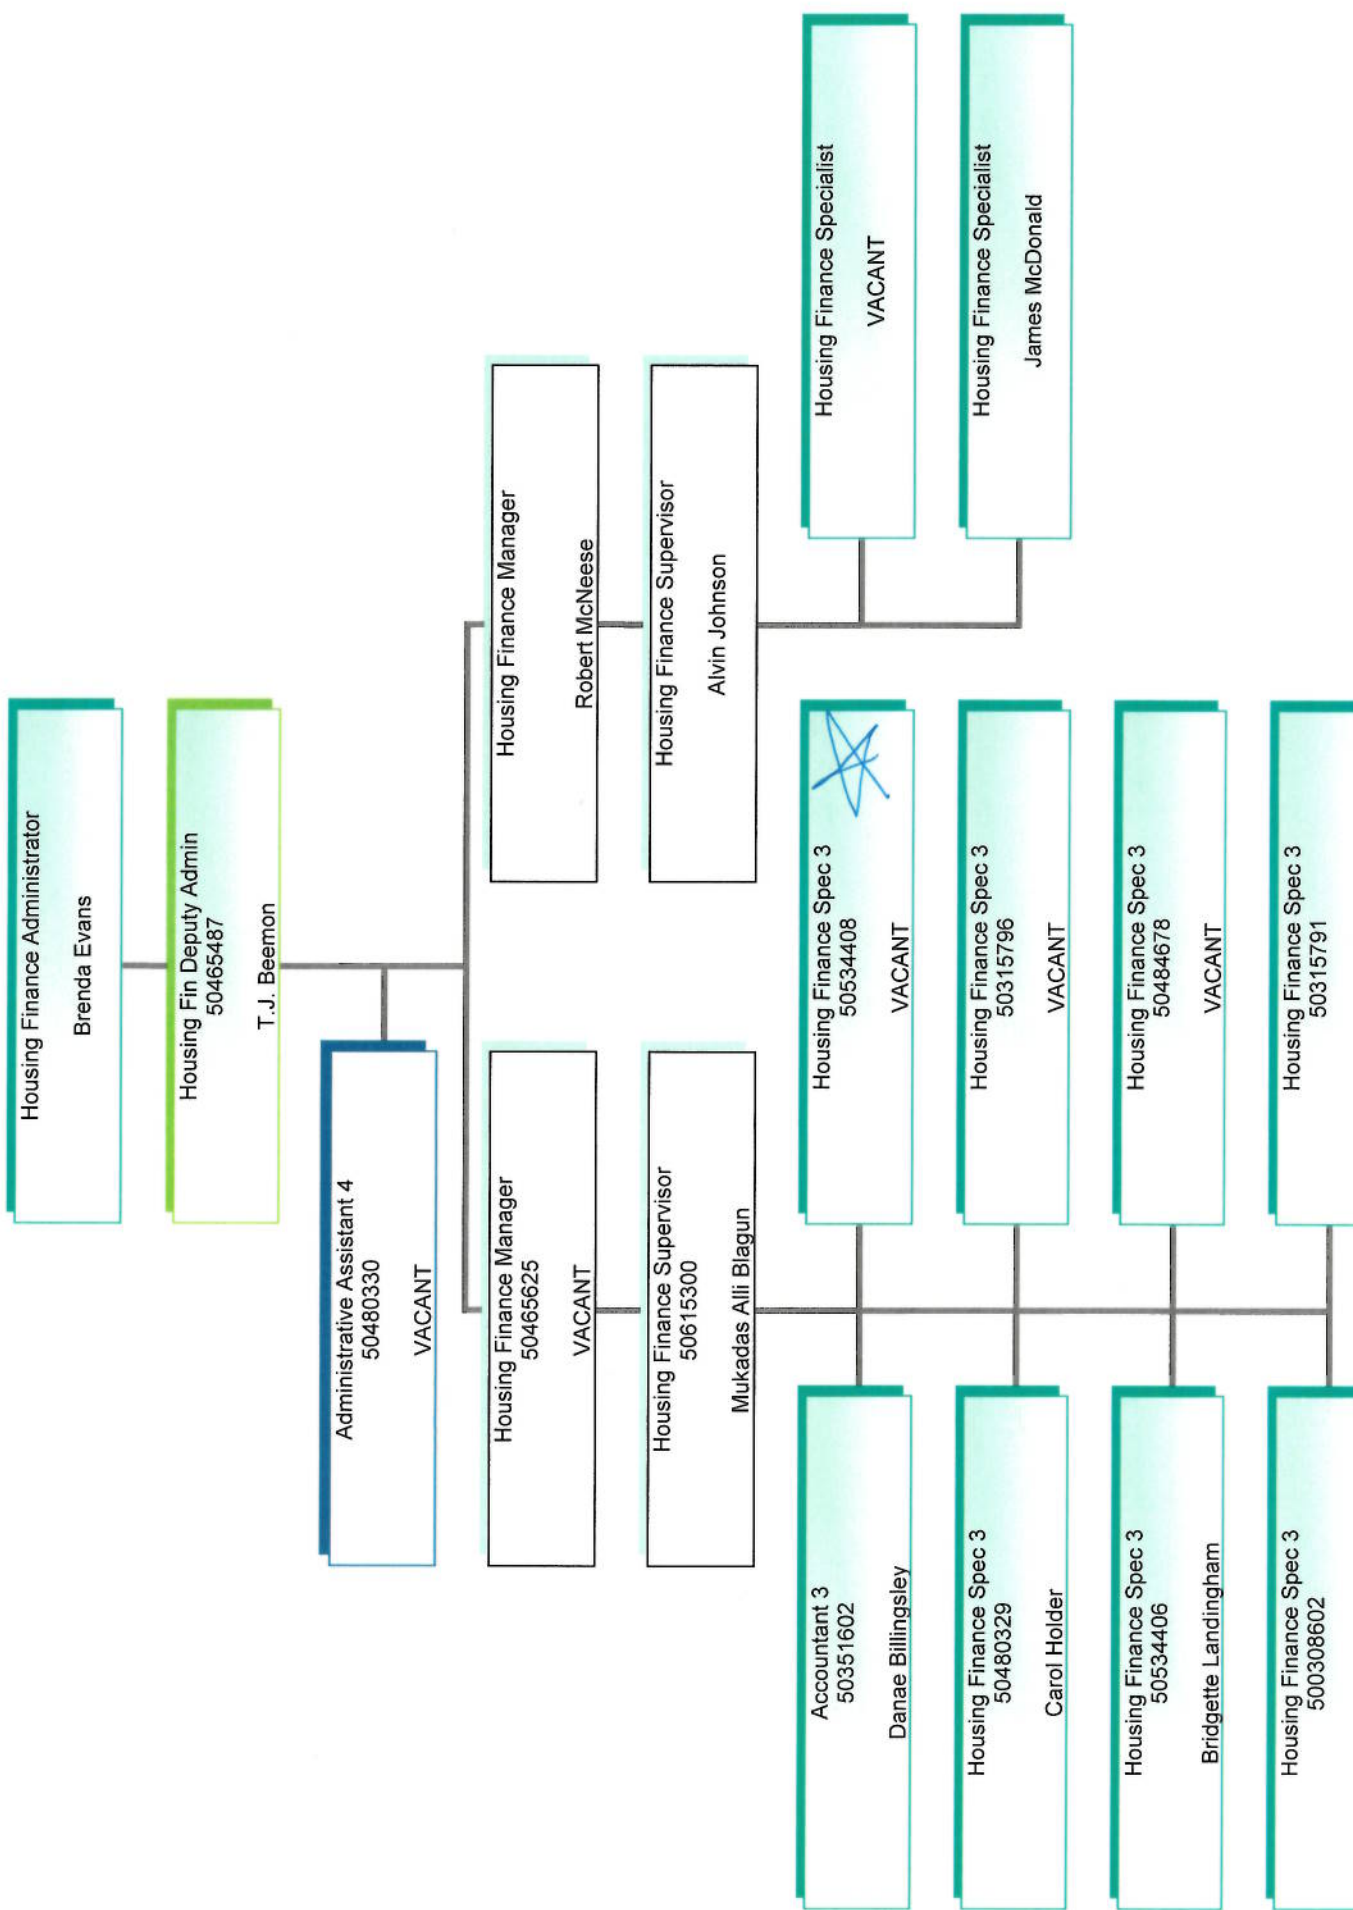 Housing Finance Administrator
Brenda Evans
Housing Fin Deputy Admin
50465487
T.J. Beemon
Administrative Assistant 4
50480330
VACANT
Housing Finance Manager
50465625
VACANT
Housing Finance Manager
Robert McNeese
Housing Finance Supervisor
50615300
Mukadas Alli Blagun
Housing Finance Supervisor
Alvin Johnson
Accountant 3
50351602
Danae Billingsley
Housing Finance Spec 3
50534408
VACANT
Housing Finance Specialist
VACANT
Housing Finance Spec 3
50480329
Carol Holder
Housing Finance Spec 3
50315796
VACANT
Housing Finance Specialist
James McDonald
Housing Finance Spec 3
50534406
Bridgette Landingham
Housing Finance Spec 3
50484678
VACANT
Housing Finance Spec 3
500308602
Housing Finance Spec 3
50315791